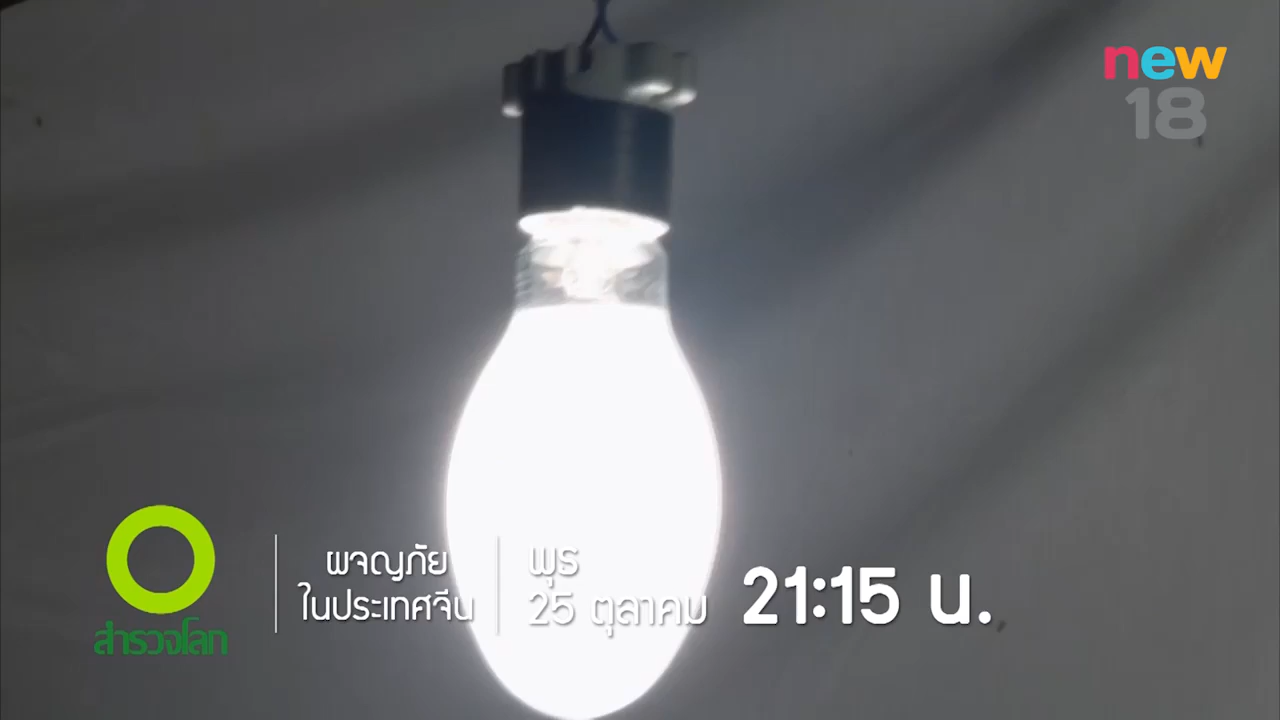 new
18
สำรวจโลก
ผจญภัย
ในประเทศจีน
พุธ
25 ตุลาคม
21:15 น.